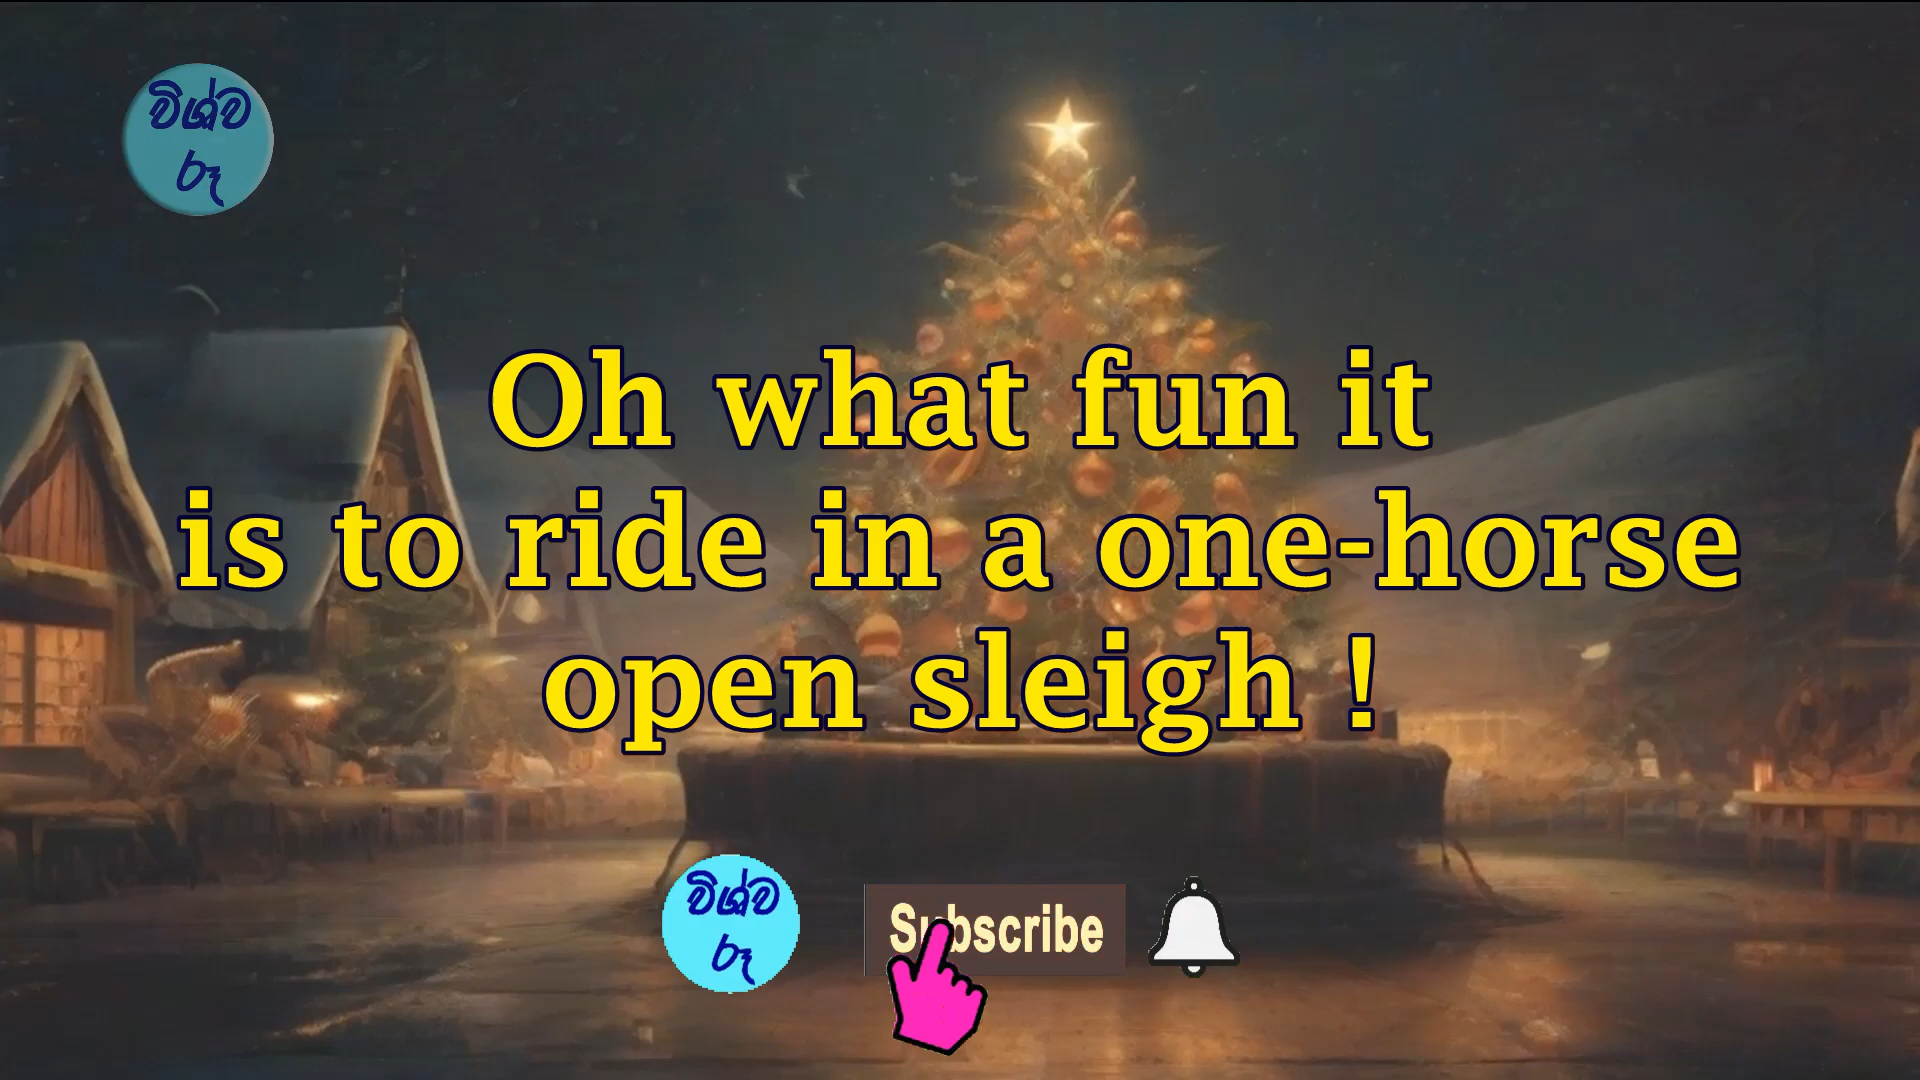 විශ්ව
රූ
Oh what fun it
is to ride in a one-horse
open sleigh !
විශ්ව
රූ
Subscribe